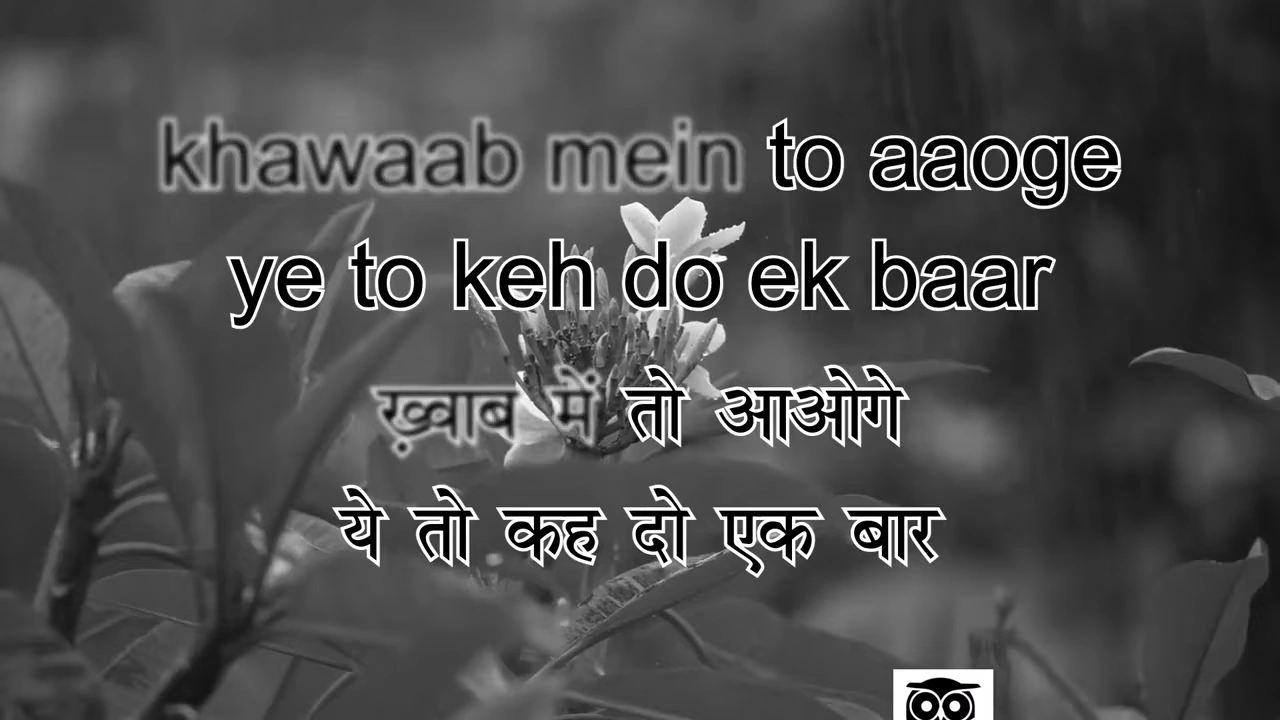 khawaab mein to aaoge
ye to keh do ek baar
ख़्वाब में तो आओगे
ये तो कह दो एक बार